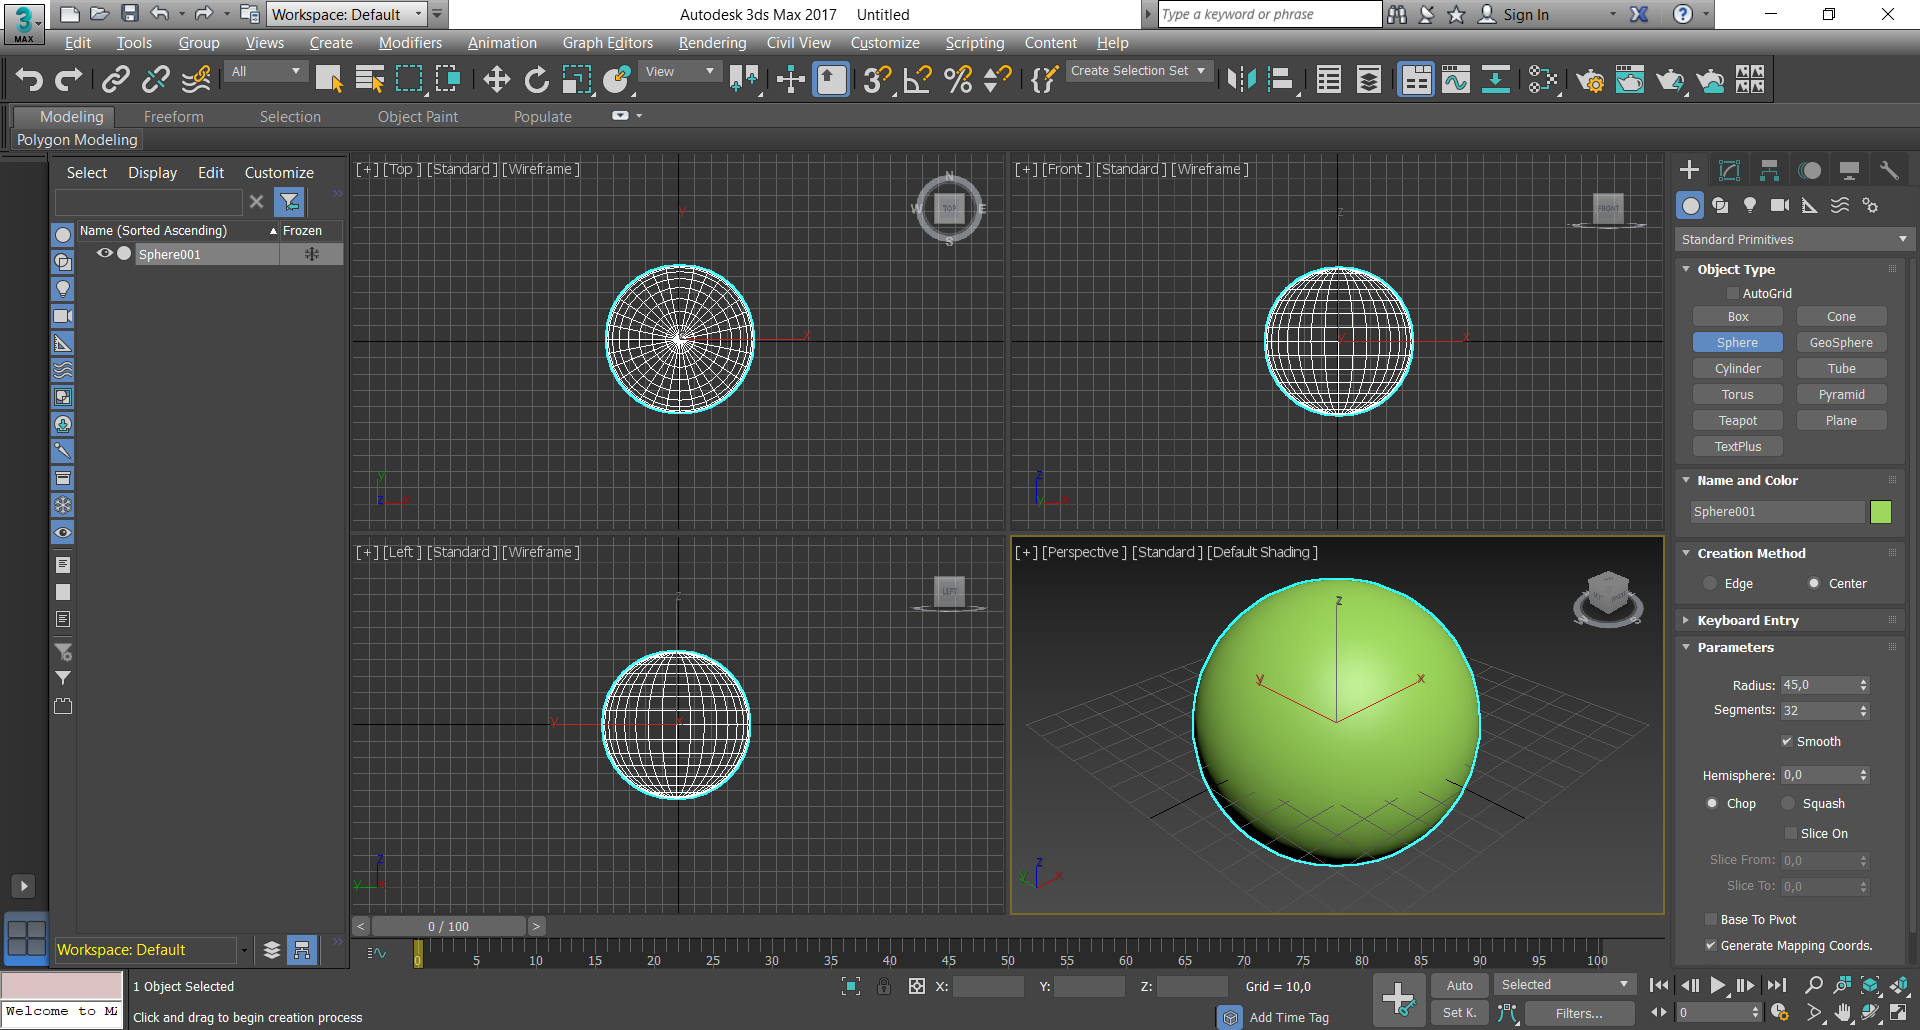 3
MAX
Workspace: Default
Autodesk 3ds Max 2017 Untitled
Type a keyword or phrase
Sign In
Edit Tools Group Views Create Modifiers Animation Graph Editors Rendering Civil View Customize Scripting Content Help
All
View
Create Selection Set
Modeling Freeform Selection Object Paint Populate
Polygon Modeling
Select Display Edit Customize
Name (Sorted Ascending) Frozen
Sphere001
[+] [Top ] [Standard ] [Wireframe ]
N
W TOP E
S
y
x
y
z x
[+] [Front ] [Standard ] [Wireframe ]
FRONT
z
y
x
z
y x
[+] [Left ] [Standard ] [Wireframe ]
LEFT
z
y x
z
y x
[+] [Perspective ] [Standard ] [Default Shading ]
z
y x
z
y x
Standard Primitives
Object Type
AutoGrid
Box Cone
Sphere GeoSphere
Cylinder Tube
Torus Pyramid
Teapot Plane
TextPlus
Name and Color
Sphere001
Creation Method
Edge Center
Keyboard Entry
Parameters
Radius: 45,0
Segments: 32
Smooth
Hemisphere: 0,0
Chop Squash
Slice On
Slice From: 0,0
Slice To: 0,0
Base To Pivot
Generate Mapping Coords.
< 0 / 100 >
Workspace: Default
0 5 10 15 20 25 30 35 40 45 50 55 60 65 70 75 80 85 90 95 100
1 Object Selected
X: Y: Z: Grid = 10,0
Auto Selected
Welcome to
Click and drag to begin creation process
Add Time Tag
Set K. Filters...
0